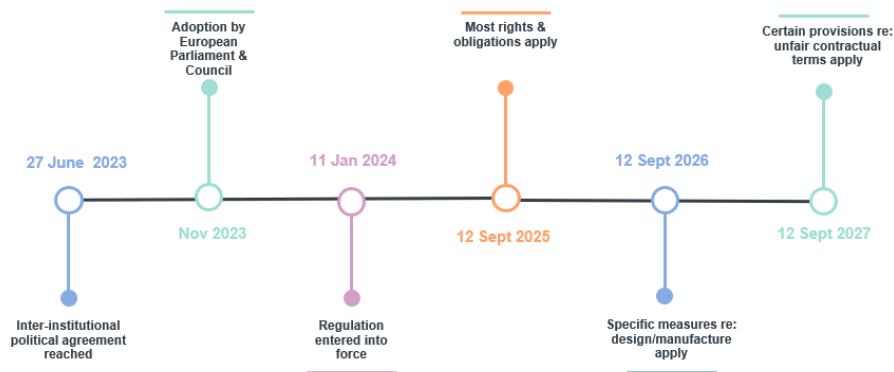 Adoption by
European
Parliament &
Council
Most rights &
obligations apply
Certain provisions re:
unfair contractual
terms apply
27 June 2023
11 Jan 2024
12 Sept 2026
Nov 2023
12 Sept 2025
12 Sept 2027
Inter-institutional
political agreement
reached
Regulation
entered into
force
Specific measures re:
design/manufacture
apply